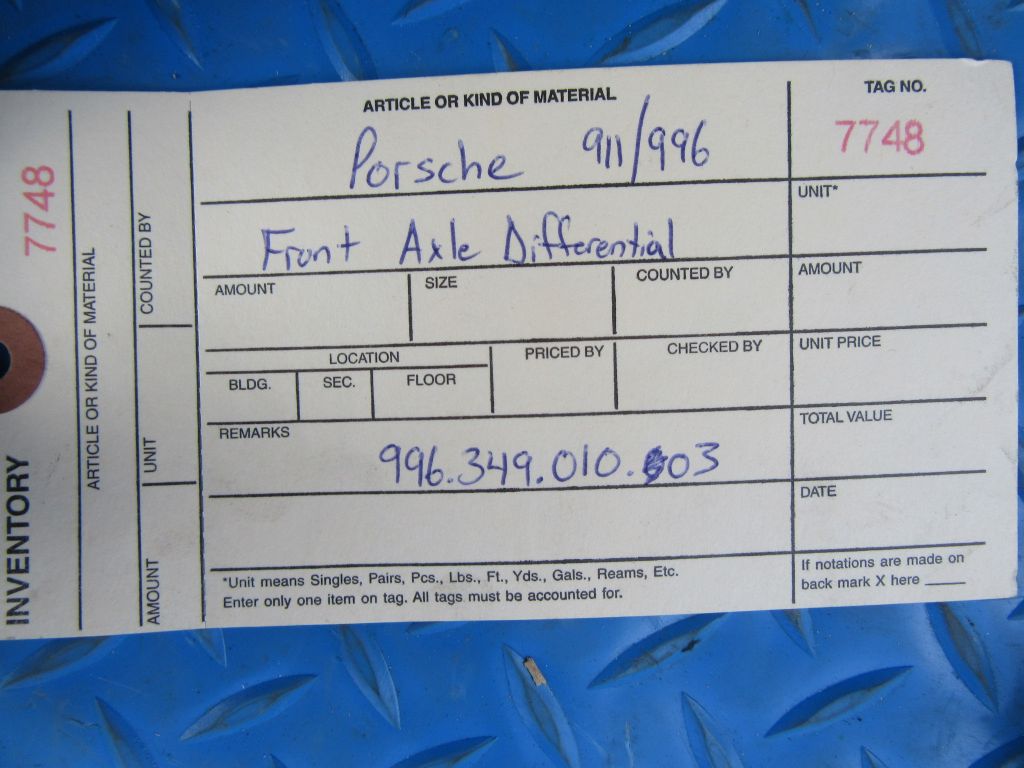 ARTICLE OR KIND OF MATERIAL
Porsche 911/996
Front Axle Differential
TAG NO.
7748
UNIT*
AMOUNT
SIZE
COUNTED BY
AMOUNT
LOCATION
BLDG.
SEC.
FLOOR
PRICED BY
CHECKED BY
UNIT PRICE
REMARKS
996.349.010.03
TOTAL VALUE
DATE
*Unit means Singles, Pairs, Pcs., Lbs., Ft., Yds., Gals., Reams, Etc.
Enter only one item on tag. All tags must be accounted for.
If notations are made on
back mark X here _____
INVENTORY
7748
ARTICLE OR KIND OF MATERIAL
AMOUNT
UNIT
COUNTED BY